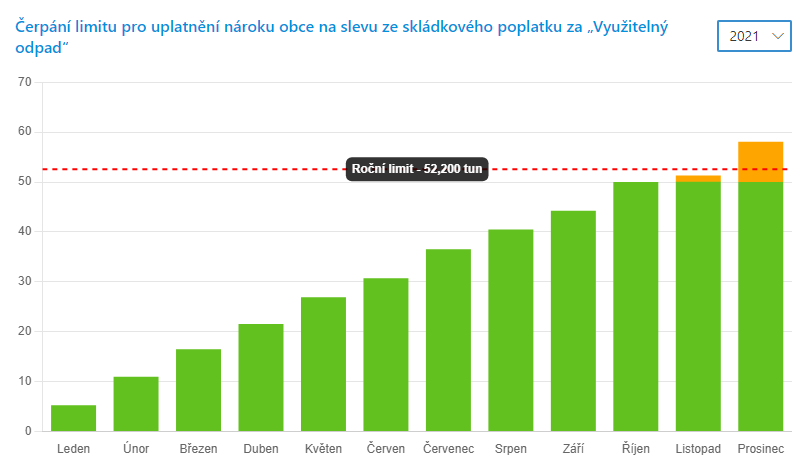 Čerpání limitu pro uplatnění nároku obce na slevu ze skládkového poplatku za „Využitelný
odpad“
2021
70
60
Roční limit - 52,200 tun
50
40
30
20
10
0
Leden Únor Březen Duben Květen Červen Červenec Srpen Září Říjen Listopad Prosinec